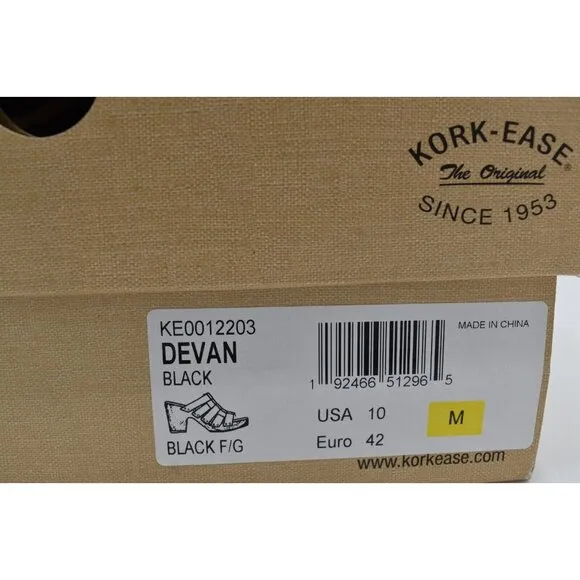 KORK-EASE®
The Original
SINCE 1953
KE0012203
DEVAN
BLACK
BLACK F/G
1 92466 51296 5
MADE IN CHINA
USA 10
Euro 42
M
www.korkease.com